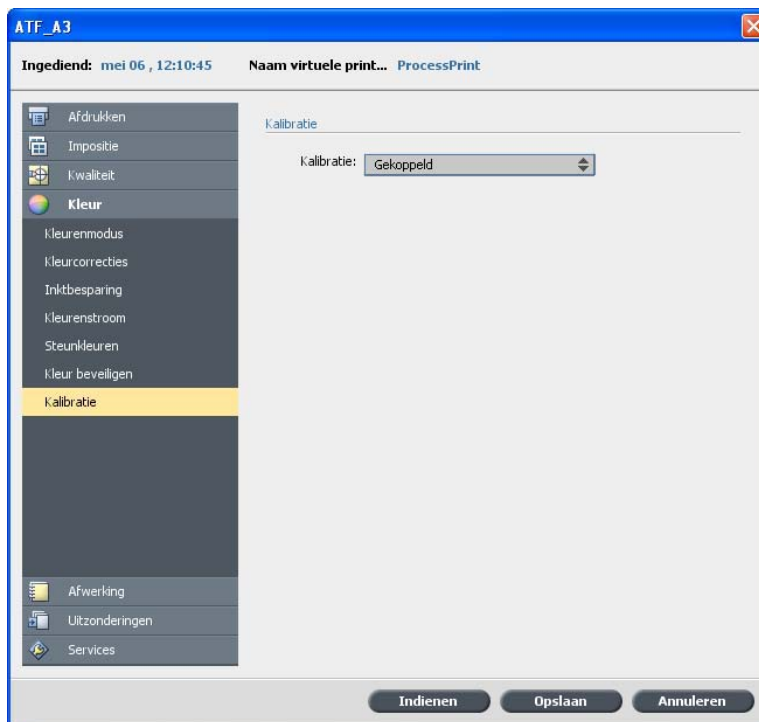 ATF_A3
Ingediend: mei 06 , 12:10:45 Naam virtuele print... ProcessPrint
Afdrukken
Impositie
Kwaliteit
Kleur
Kleurenmodus
Kleurcorrecties
Inktbesparing
Kleurenstroom
Steunkleuren
Kleur beveiligen
Kalibratie
Afwerking
Uitzonderingen
Services
Kalibratie
Kalibratie: Gekoppeld
Indienen Opslaan Annuleren